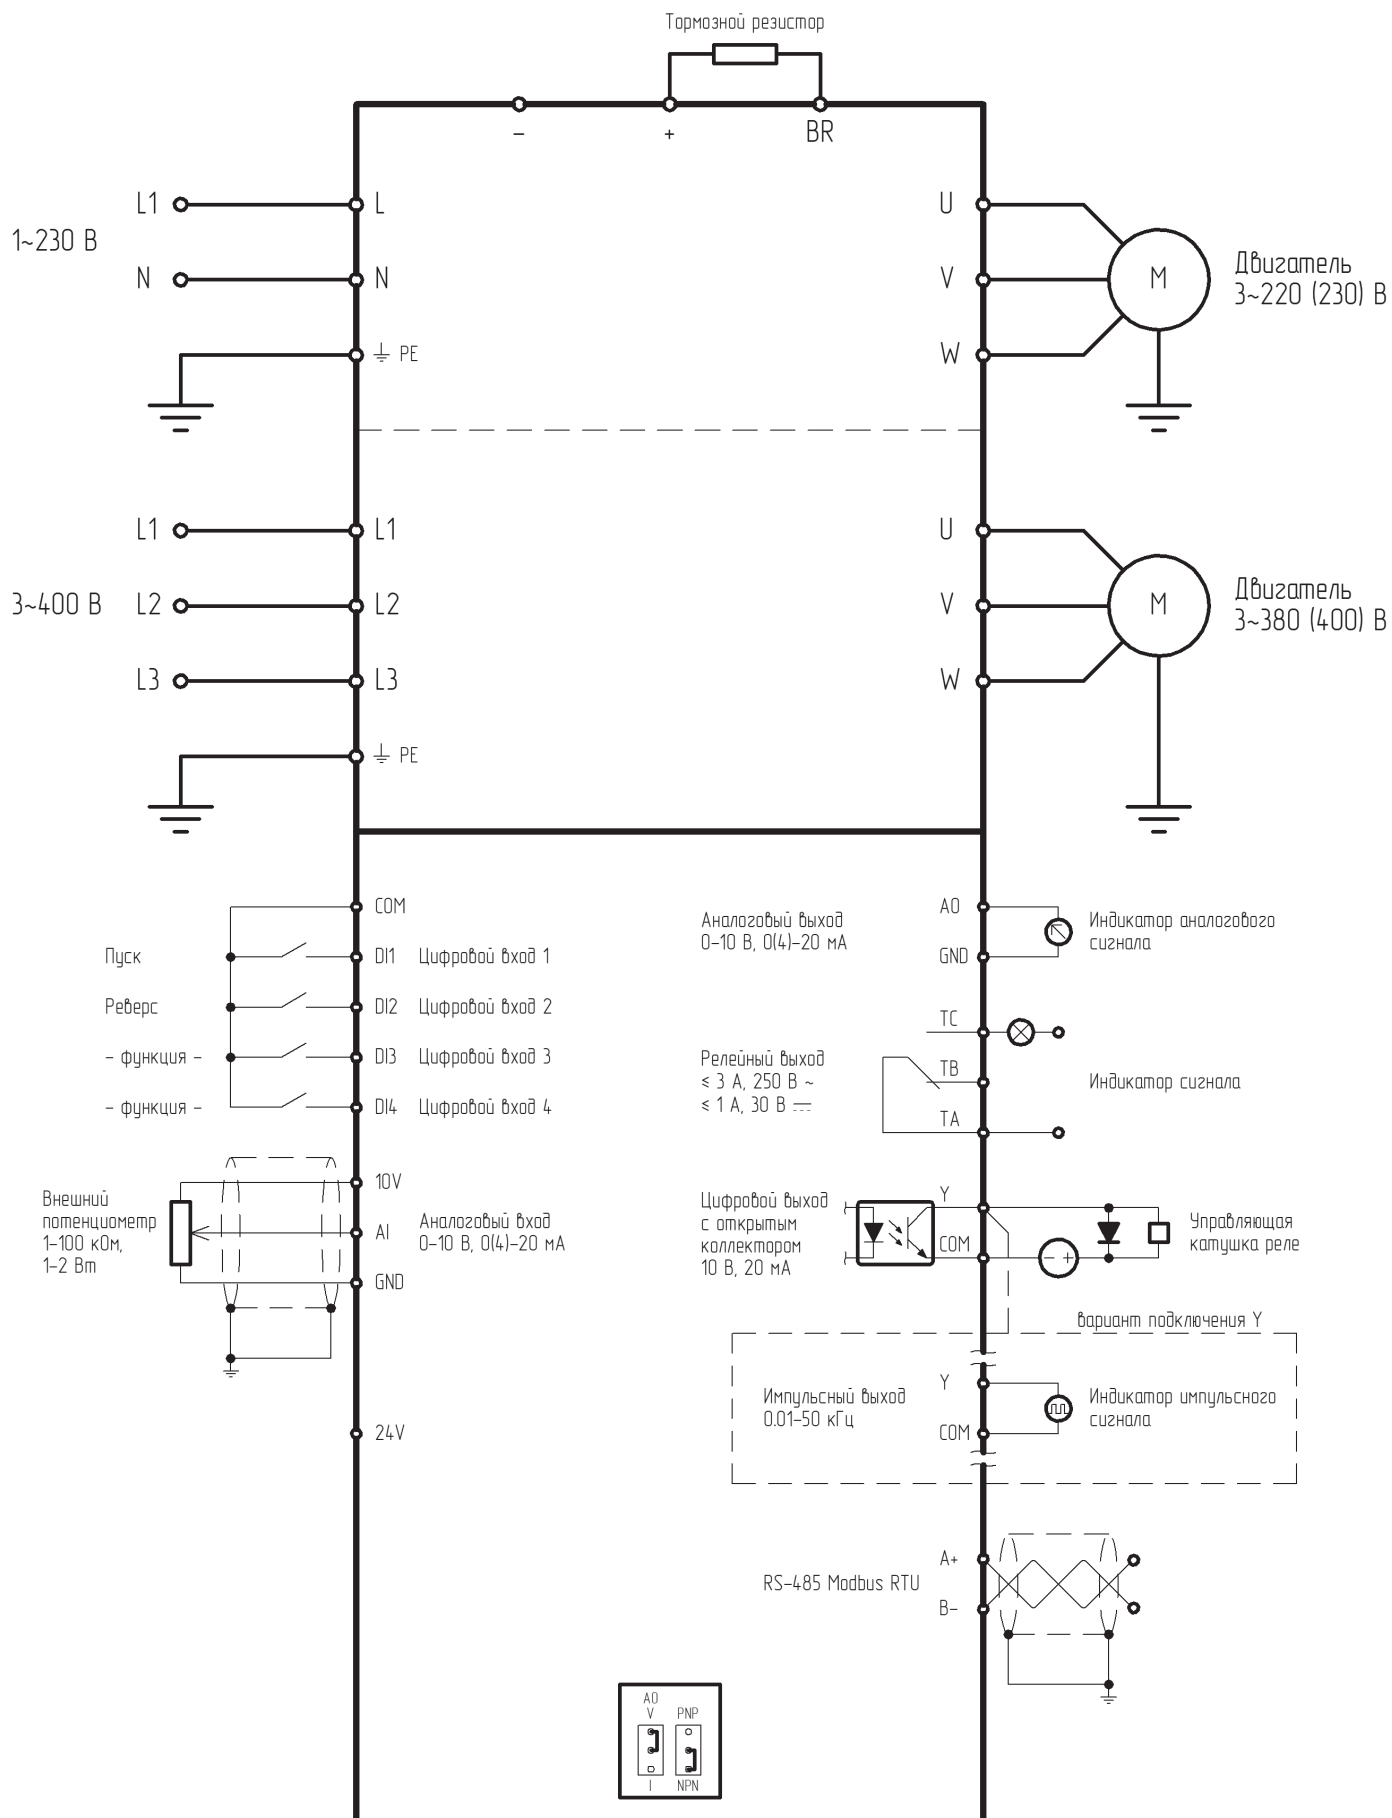 Тормозной резистор
–
+
BR
L1
L
U
1~230 В
N
N
V
M
Двигатель
3~220 (230) В
PE
W
L1
L1
U
3~400 В
L2
L2
V
M
Двигатель
3~380 (400) В
L3
L3
W
PE
COM
Пуск
DI1
Цифровой вход 1
Реверс
DI2
Цифровой вход 2
– функция –
DI3
Цифровой вход 3
– функция –
DI4
Цифровой вход 4
Внешний
потенциометр
1–100 кОм,
1–2 Вт
10V
AI
GND
Аналоговый вход
0–10 В, 0(4)–20 мА
24V
Аналоговый выход
0–10 В, 0(4)–20 мА
AO
GND
Индикатор аналогового
сигнала
Релейный выход
≤ 3 А, 250 В ~
≤ 1 А, 30 В ⎓
TC
TB
TA
Индикатор сигнала
Цифровой выход
с открытым
коллектором
10 В, 20 мА
Y
COM
– +
Управляющая
катушка реле
вариант подключения Y
Импульсный выход
0.01–50 кГц
Y
COM
Индикатор импульсного
сигнала
RS-485 Modbus RTU
A+
B–
AO
V
PNP
I
NPN